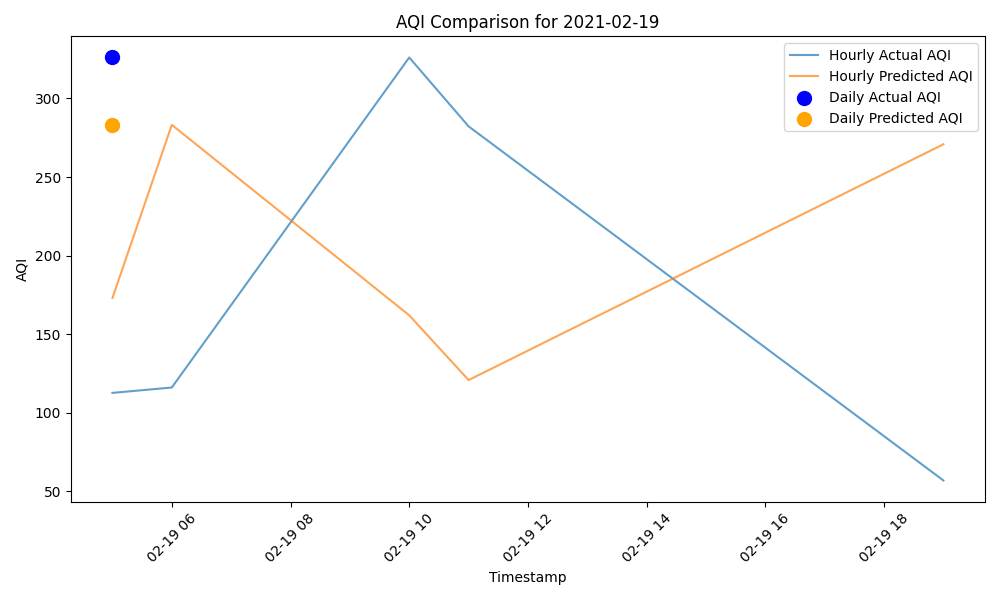 AQI Comparison for 2021-02-19
Hourly Actual AQI
Hourly Predicted AQI
Daily Actual AQI
Daily Predicted AQI
AQI
300
250
200
150
100
50
02-19 06
02-19 08
02-19 10
02-19 12
02-19 14
02-19 16
02-19 18
Timestamp